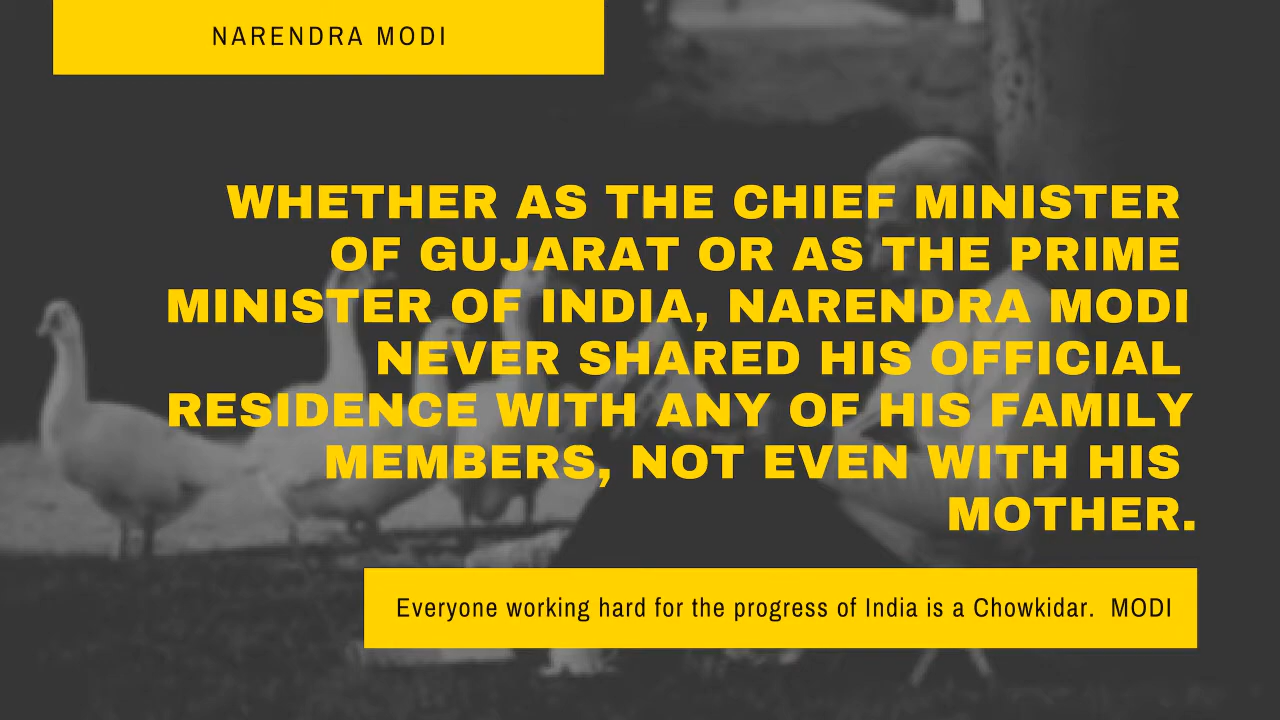 NARENDRA MODI
WHETHER AS THE CHIEF MINISTER
OF GUJARAT OR AS THE PRIME
MINISTER OF INDIA, NARENDRA MODI
NEVER SHARED HIS OFFICIAL
RESIDENCE WITH ANY OF HIS FAMILY
MEMBERS, NOT EVEN WITH HIS
MOTHER.
Everyone working hard for the progress of India is a Chowkidar. MODI